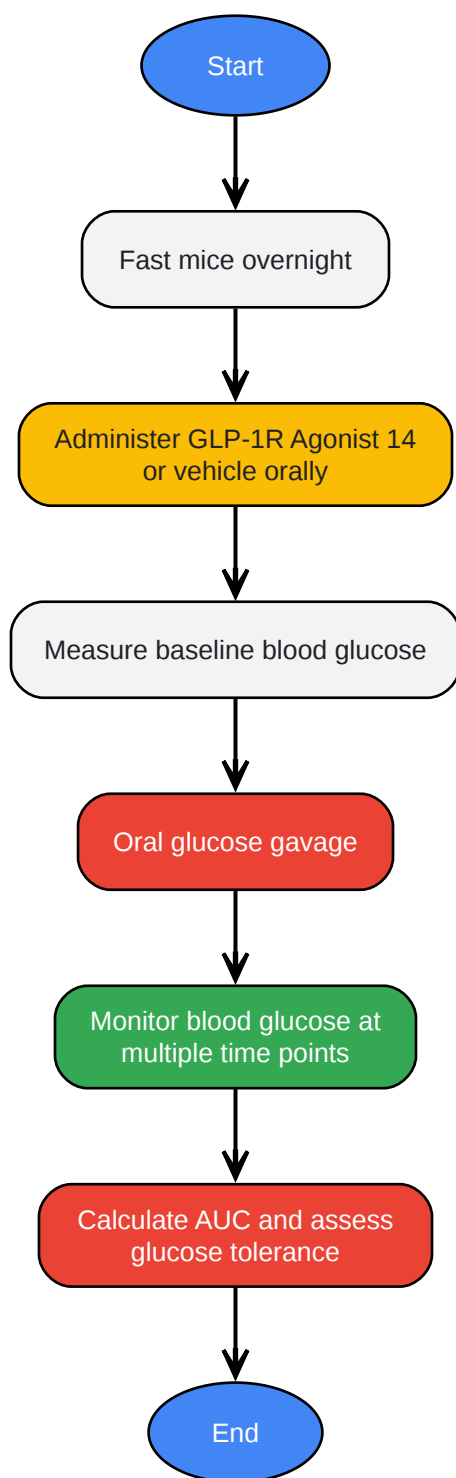 Start
Fast mice overnight
Administer GLP-1R Agonist 14
or vehicle orally
Measure baseline blood glucose
Oral glucose gavage
Monitor blood glucose at
multiple time points
Calculate AUC and assess
glucose tolerance
End